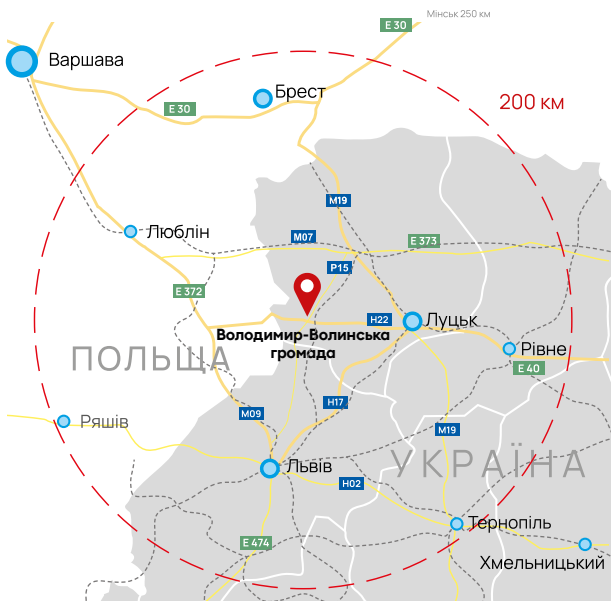 Мінськ 250 км
E 30
Варшава
Брест
200 км
E 30
M19
Люблін
M07
E 373
P15
E 372
H22
Луцьк
Володимир-Волинська
громада
Рівне
ПОЛЬЩА
E 40
H17
M09
Ряшів
M19
Львів
УКРАЇНА
H02
Тернопіль
E 474
Хмельницький